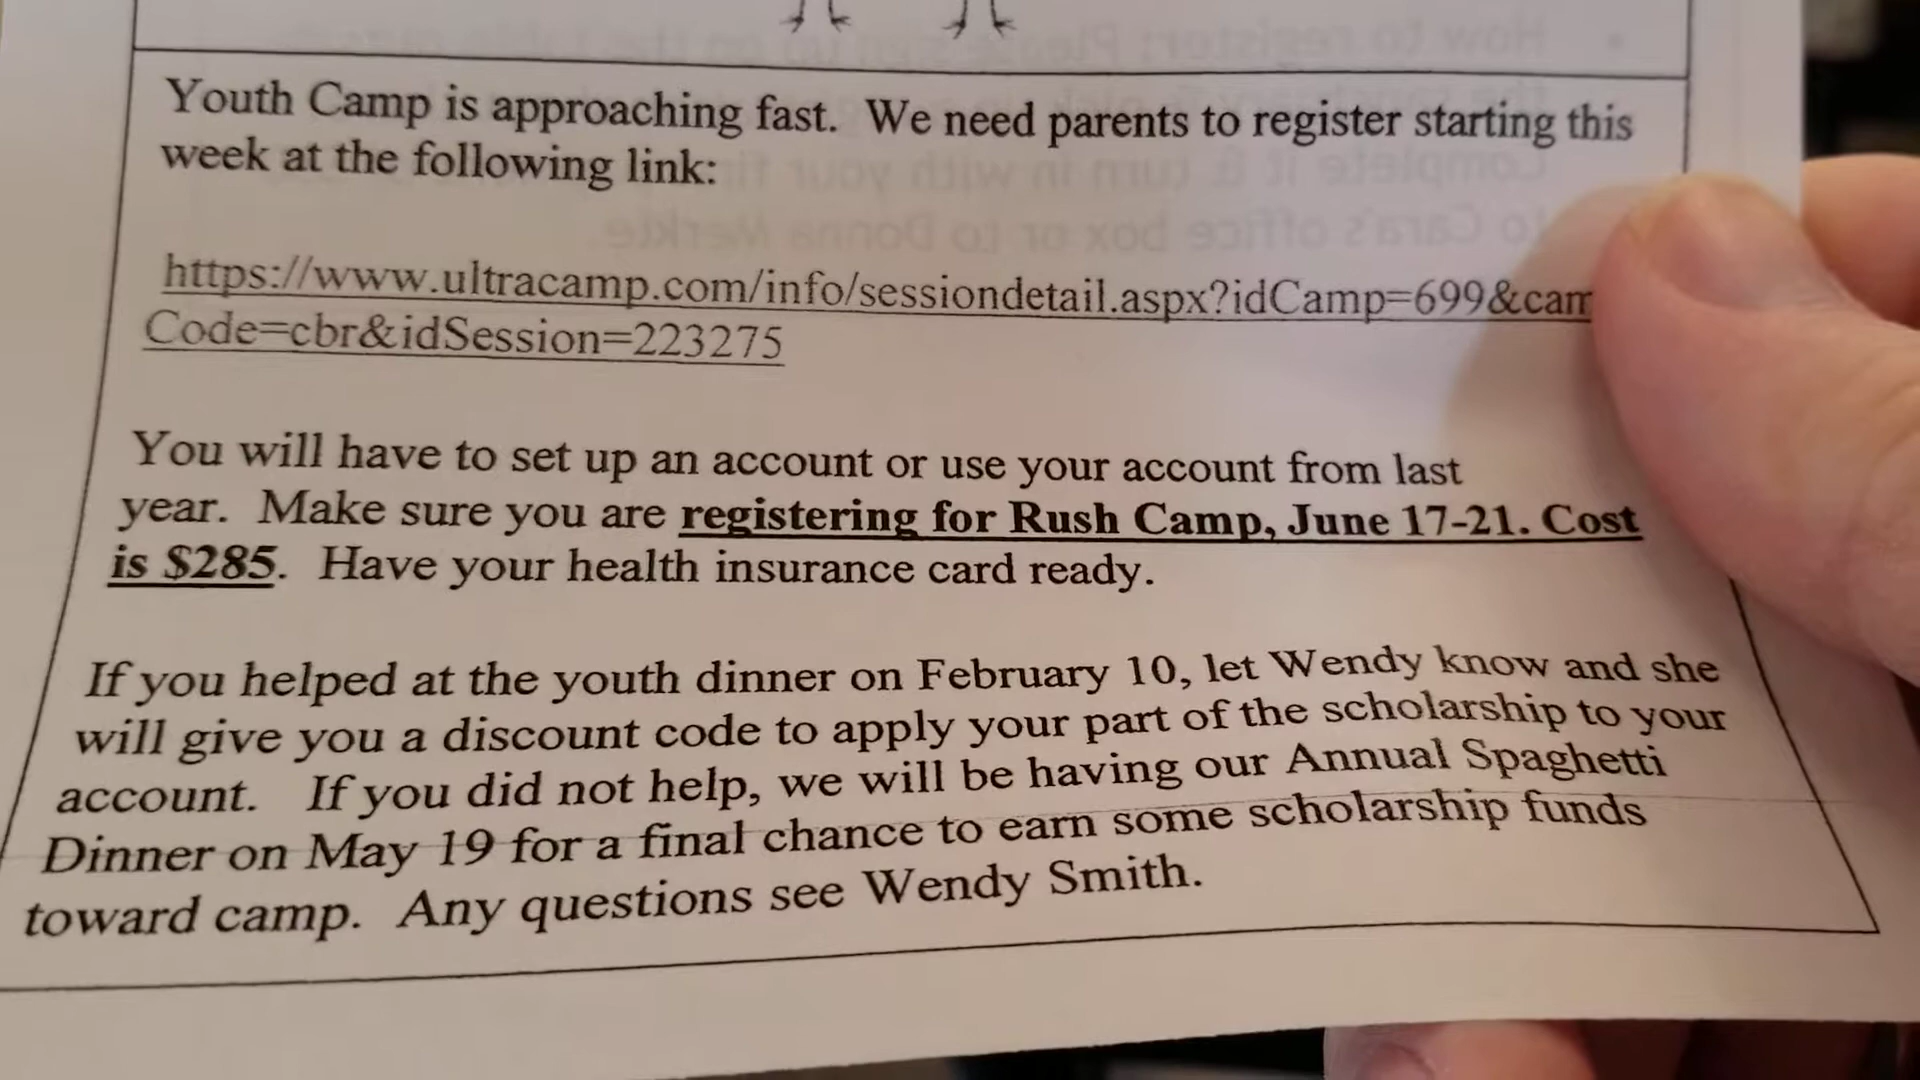 Youth Camp is approaching fast. We need parents to register starting this
week at the following link:
https://www.ultracamp.com/info/sessiondetail.aspx?idCamp=699&cam
Code=cbr&idSession=223275
You will have to set up an account or use your account from last
year. Make sure you are registering for Rush Camp, June 17-21. Cost
is $285. Have your health insurance card ready.
If you helped at the youth dinner on February 10, let Wendy know and she
will give you a discount code to apply your part of the scholarship to your
account. If you did not help, we will be having our Annual Spaghetti
Dinner on May 19 for a final chance to earn some scholarship funds
toward camp. Any questions see Wendy Smith.